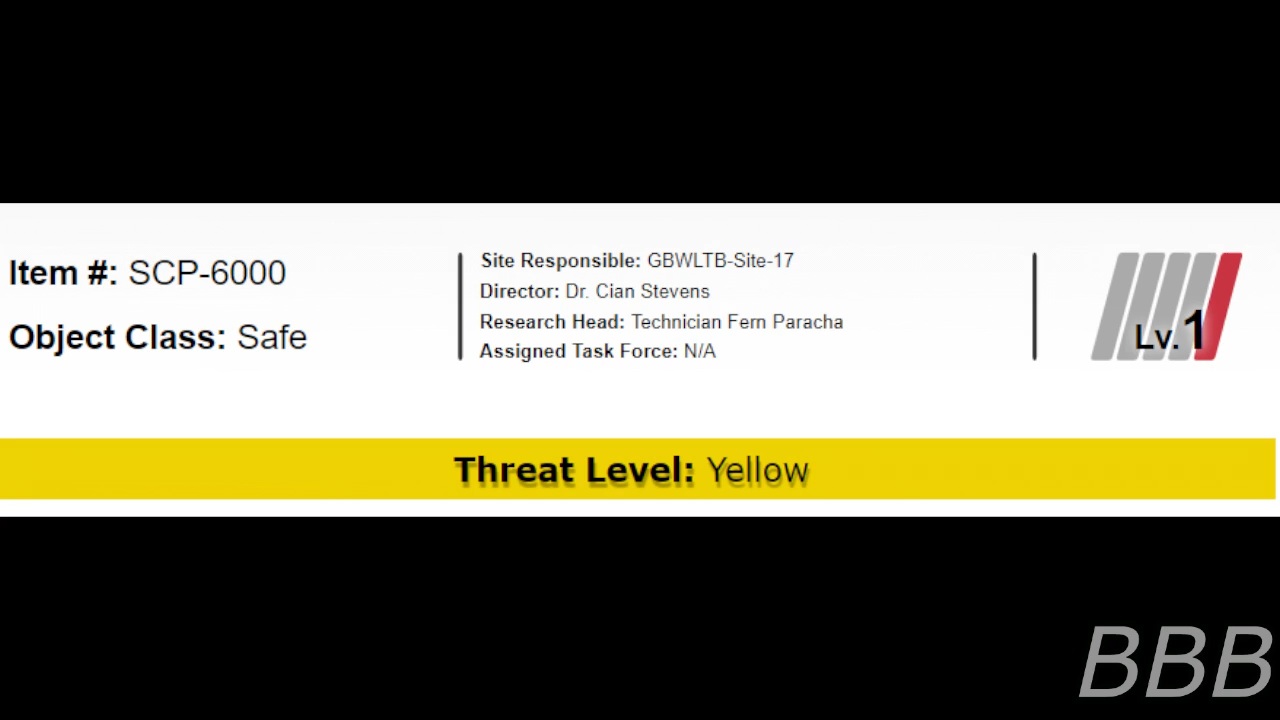 Item #: SCP-6000
Object Class: Safe
Site Responsible: GBWLTB-Site-17
Director: Dr. Cian Stevens
Research Head: Technician Fern Paracha
Assigned Task Force: N/A
Lv.1
Threat Level: Yellow
BBB